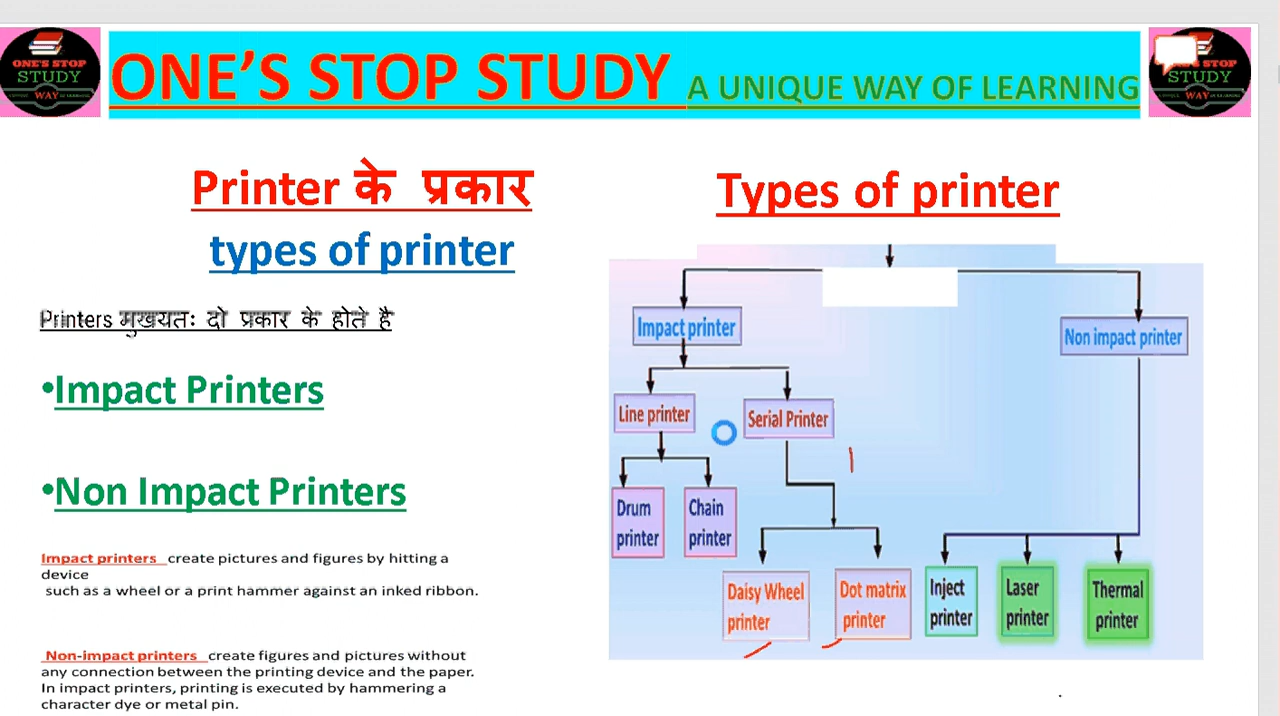 ONE'S STOP STUDY A UNIQUE WAY OF LEARNING
ONE'S STOP
STUDY
WAY
STOP
STUDY
WAY
Printer के प्रकार
types of printer
Printers मुख्यतः दो प्रकार के होते है
•Impact Printers
•Non Impact Printers
Impact printers create pictures and figures by hitting a
device
such as a wheel or a print hammer against an inked ribbon.
Non-impact printers create figures and pictures without
any connection between the printing device and the paper.
In impact printers, printing is executed by hammering a
character dye or metal pin.
Types of printer
Impact printer
Non impact printer
Line printer
Serial Printer
Drum
printer
Chain
printer
Daisy Wheel
printer
Dot matrix
printer
Inject
printer
Laser
printer
Thermal
printer